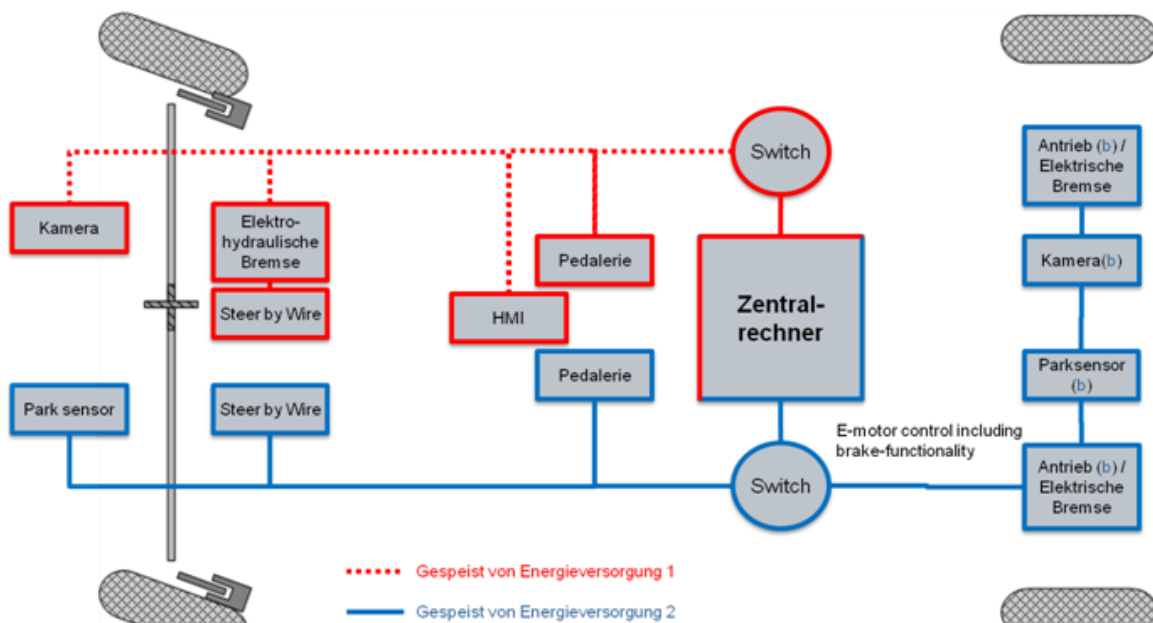 Switch
Antrieb (b) /
Elektrische
Bremse
Kamera
Elektro-
hydraulische
Bremse
Pedalerie
Kamera(b)
Steer by Wire
HMI
Zentral-
rechner
Pedalerie
Parksensor
(b)
Park sensor
Steer by Wire
E-motor control including
brake-functionality
Switch
Antrieb (b) /
Elektrische
Bremse
Gespeist von Energieversorgung 1
Gespeist von Energieversorgung 2